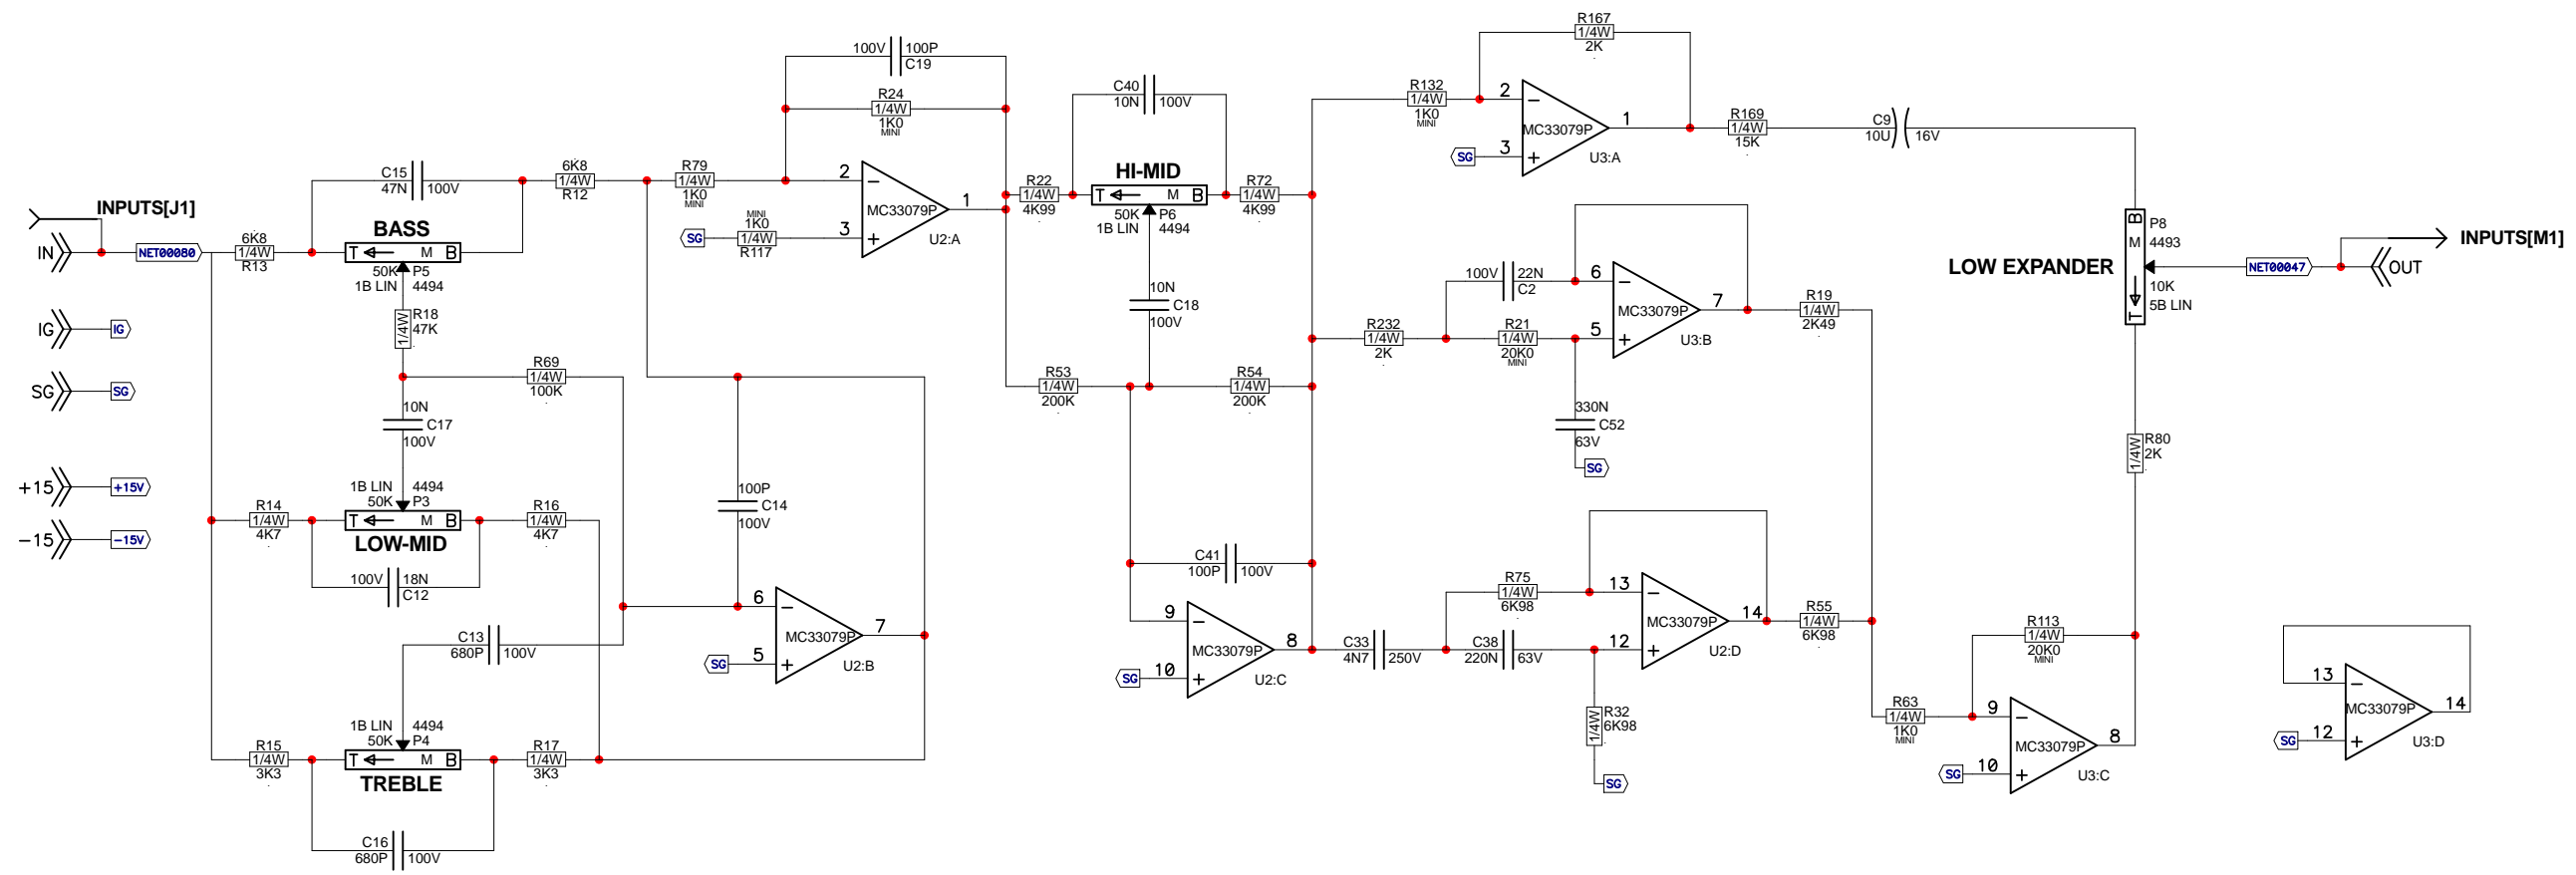 INPUTS[J1]
IN
NET00080
IG
IG
SG
SG
+15
+15V
-15
-15V
6K8
1/4W
R13
C15
47N
100V
BASS
T
M
B
50K
P5
1B LIN
4494
R18
1/4W
47K
6K8
1/4W
R12
R69
1/4W
100K
10N
C17
100V
R14
1/4W
4K7
1B LIN
4494
50K
P3
T
M
B
LOW-MID
R16
1/4W
4K7
100V
18N
C12
C13
680P
100V
1B LIN
4494
50K
P4
R15
1/4W
3K3
T
M
B
TREBLE
R17
1/4W
3K3
C16
680P
100V
R79
1/4W
1K0
MINI
MINI
1K0
1/4W
R117
SG
100V
100P
C19
R24
1/4W
1K0
MINI
2
3
1
MC33079P
U2:A
100P
C14
100V
6
5
7
MC33079P
U2:B
SG
R22
1/4W
4K99
C40
10N
100V
HI-MID
T
M
B
50K
P6
1B LIN
4494
R72
1/4W
4K99
10N
C18
100V
R53
1/4W
200K
R54
1/4W
200K
C41
100P
100V
9
10
8
MC33079P
U2:C
SG
R167
1/4W
2K
R132
1/4W
1K0
MINI
2
3
1
MC33079P
U3:A
SG
R169
1/4W
15K
C9
10U
16V
100V
22N
C2
R232
1/4W
2K
R21
1/4W
20K0
MINI
6
5
7
MC33079P
U3:B
330N
C52
63V
SG
R19
1/4W
2K49
C33
4N7
250V
R75
1/4W
6K98
C38
220N
63V
13
12
14
MC33079P
U2:D
R32
1/4W
6K98
SG
R55
1/4W
6K98
R63
1/4W
1K0
MINI
R113
1/4W
20K0
MINI
9
10
8
MC33079P
U3:C
SG
B
M
T
P8
4493
LOW EXPANDER
10K
5B LIN
R80
1/4W
2K
NET00047
OUT
INPUTS[M1]
13
12
14
MC33079P
U3:D
SG